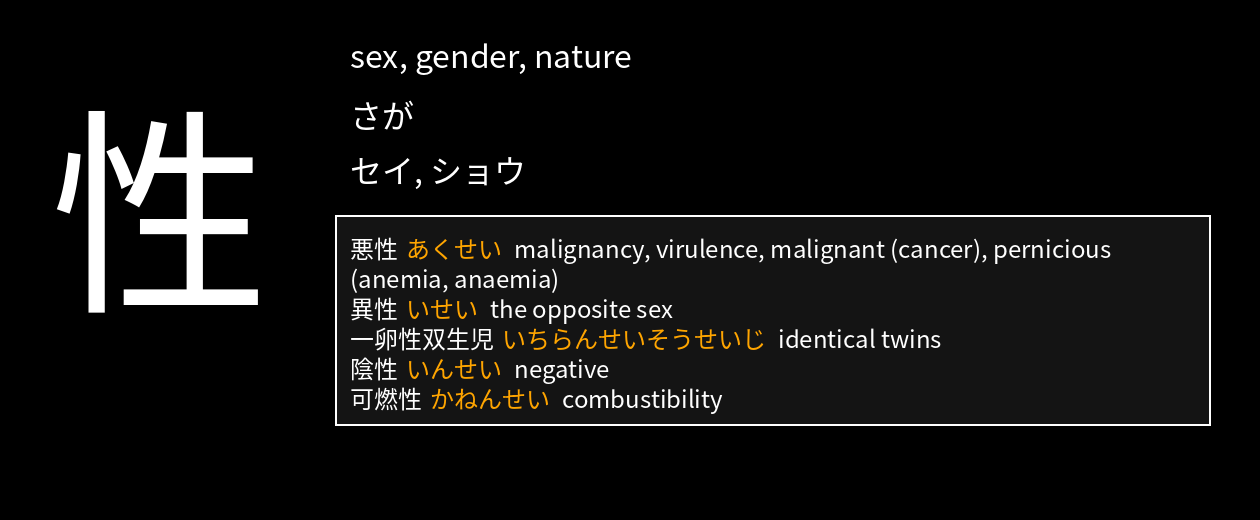 性
sex, gender, nature
さが
セイ, ショウ
悪性 あくせい malignancy, virulence, malignant (cancer), pernicious
(anemia, anaemia)
異性 いせい the opposite sex
一卵性双生児 いちらんせいそうせいじ identical twins
陰性 いんせい negative
可燃性 かねんせい combustibility